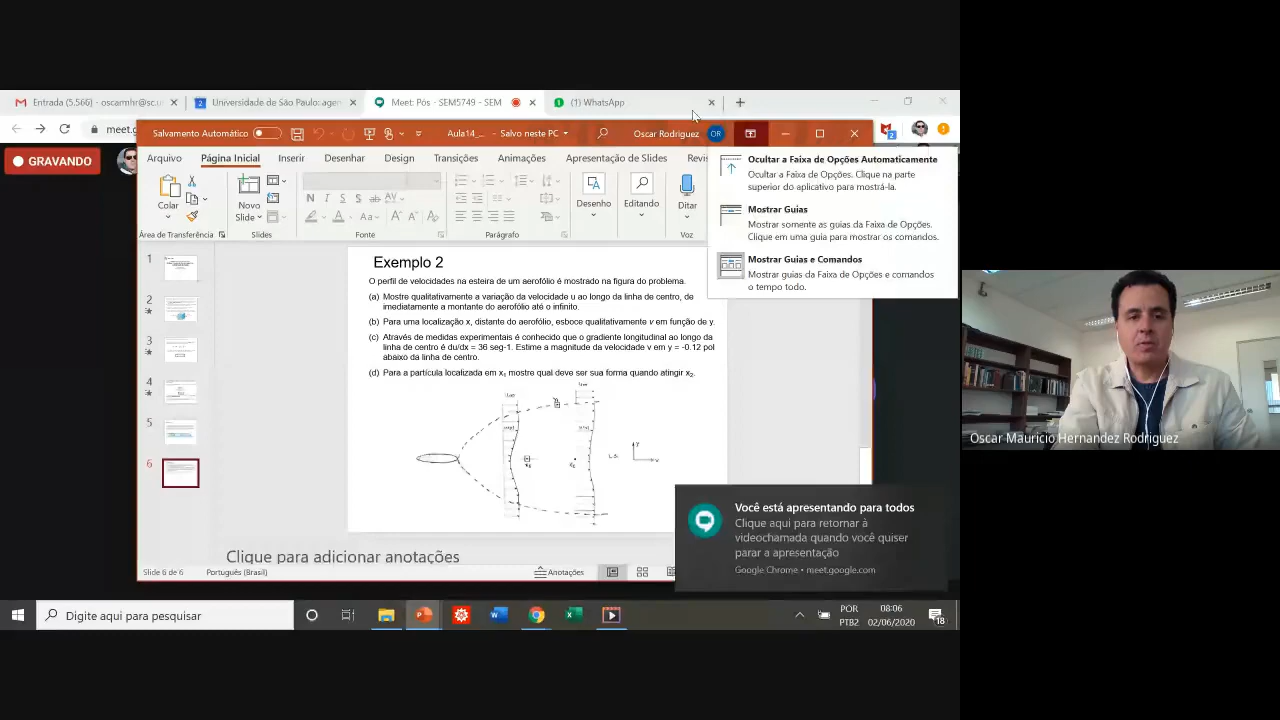 Entrada (5.566) - oscarmhr@sc.u
Universidade de São Paulo: agen
Meet: Pós - SEM5749 - SEM
(1) WhatsApp
meet.g
GRAVANDO
Salvamento Automático
Aula14_... - Salvo neste PC
Oscar Rodriguez
OR
Arquivo
Página Inicial
Inserir
Desenhar
Design
Transições
Animações
Apresentação de Slides
Revis
Colar
Novo
Slide
Desenho
Editando
Ditar
Área de Transferência
Slides
Fonte
Parágrafo
Voz
Ocultar a Faixa de Opções Automaticamente
Ocultar a Faixa de Opções. Clique na parte
superior do aplicativo para mostrá-la.
Mostrar Guias
Mostrar somente as guias da Faixa de Opções.
Clique em uma guia para mostrar os comandos.
Mostrar Guias e Comandos
Mostrar guias da Faixa de Opções e comandos
o tempo todo.
1
2
3
4
5
6
Exemplo 2
O perfil de velocidades na esteira de um aerofólio é mostrado na figura do problema.
(a) Mostre qualitativamente a variação da velocidade u ao longo da linha de centro, de
imediatamente a montante do aerofólio até o infinito.
(b) Para uma localização x, distante do aerofólio, esboce qualitativamente v em função de y.
(c) Através de medidas experimentais é conhecido que o gradiente longitudinal ao longo da
linha de centro é du/dx = 36 seg-1. Estime a magnitude da velocidade v em y = -0.12 pol
abaixo da linha de centro.
(d) Para a partícula localizada em x1 mostre qual deve ser sua forma quando atingir x2.
Clique para adicionar anotações
Slide 6 de 6
Português (Brasil)
Anotações
Você está apresentando para todos
Clique aqui para retornar à
videochamada quando você quiser
parar a apresentação
Google Chrome • meet.google.com
Oscar Mauricio Hernandez Rodriguez
Digite aqui para pesquisar
POR
PTB2
08:06
02/06/2020
18